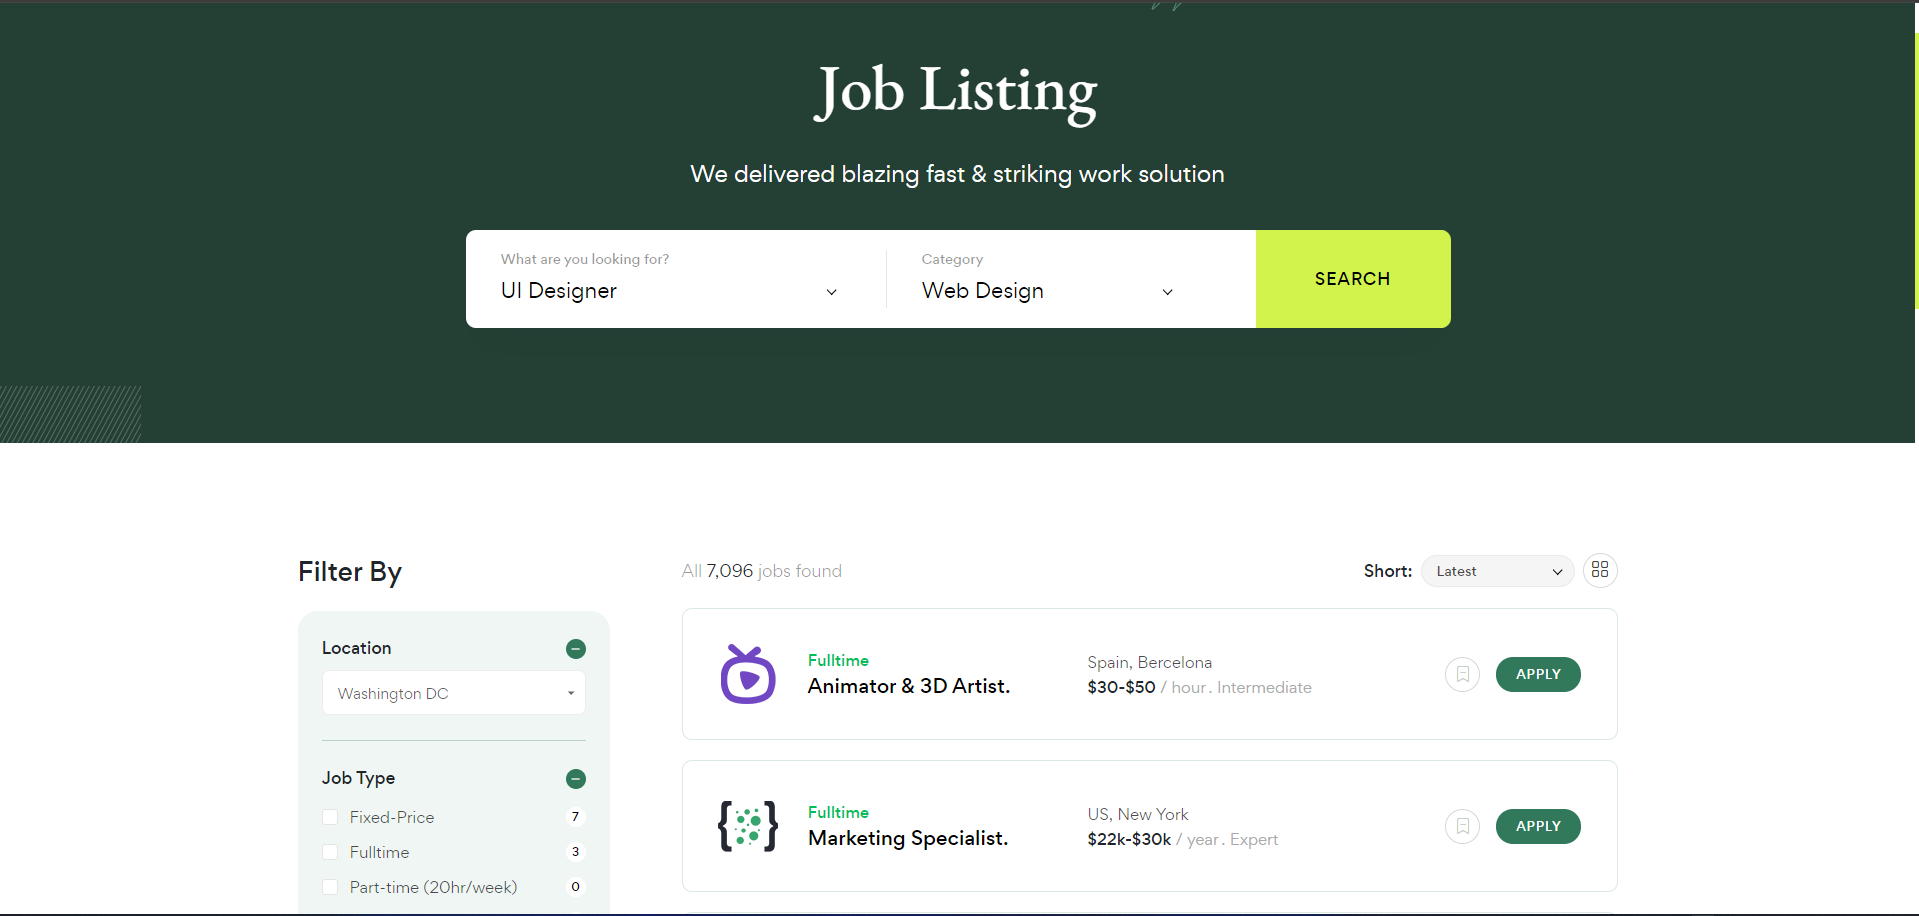 Job Listing
We delivered blazing fast & striking work solution
What are you looking for?
UI Designer
Category
Web Design
SEARCH
Filter By
Location
Washington DC
Job Type
Fixed-Price 7
Fulltime 3
Part-time (20hr/week) 0
All 7,096 jobs found
Short: Latest
Fulltime
Animator & 3D Artist.
Spain, Bercelona
$30-$50 / hour . Intermediate
APPLY
Fulltime
Marketing Specialist.
US, New York
$22k-$30k / year . Expert
APPLY